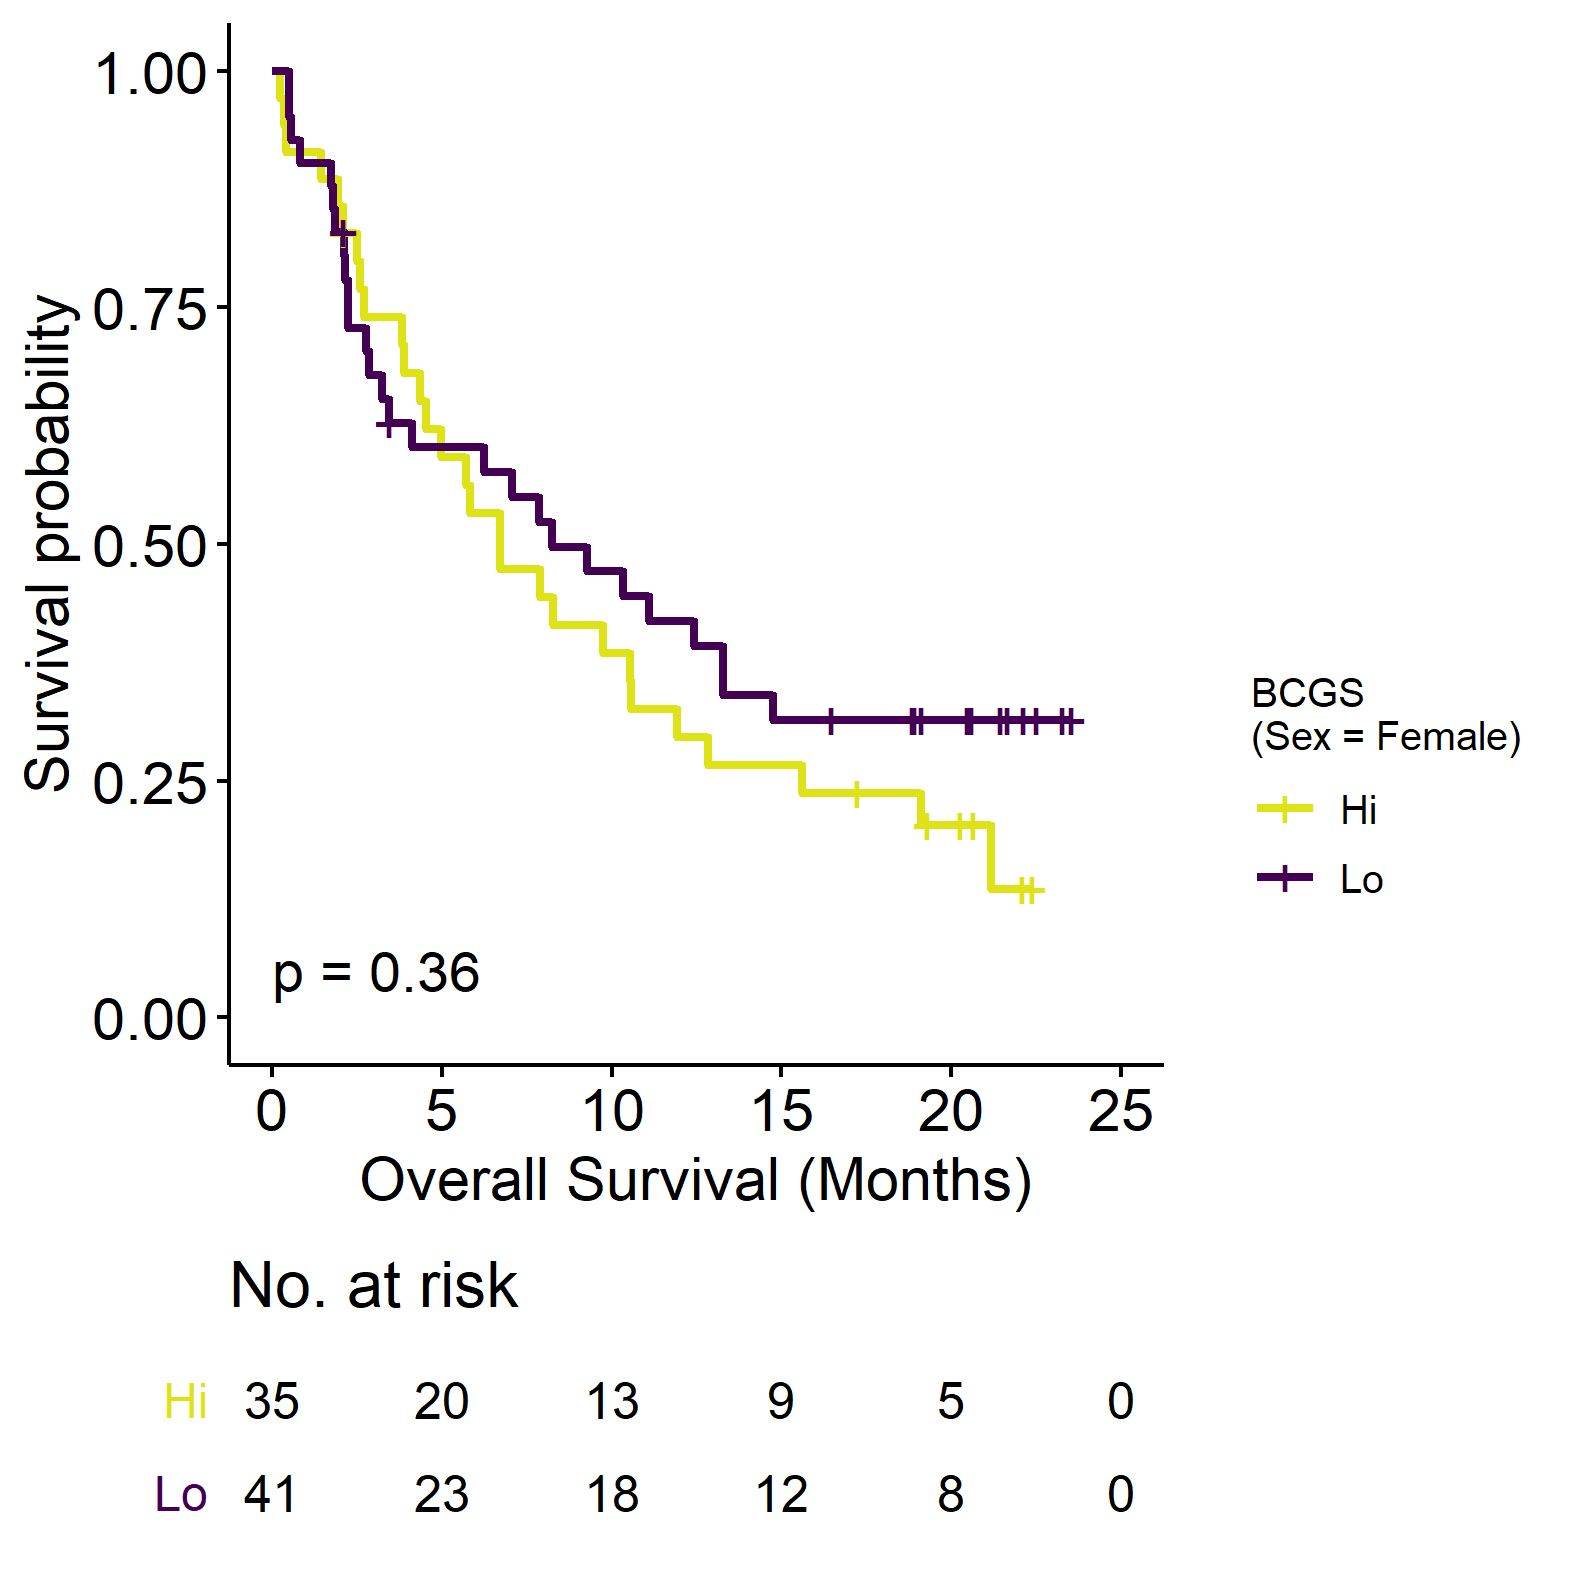 1.00
0.75
0.50
0.25
0.00
Survival probability
p = 0.36
0 5 10 15 20 25
Overall Survival (Months)
BCGS
(Sex = Female)
Hi
Lo
No. at risk
Hi 35 20 13 9 5 0
Lo 41 23 18 12 8 0